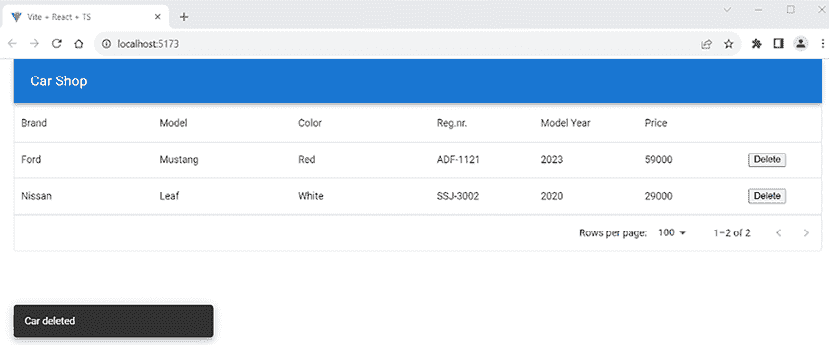 Vite + React + TS
localhost:5173
Car Shop
Brand Model Color Reg.nr. Model Year Price
Ford Mustang Red ADF-1121 2023 59000 Delete
Nissan Leaf White SSJ-3002 2020 29000 Delete
Rows per page: 100 1–2 of 2
Car deleted